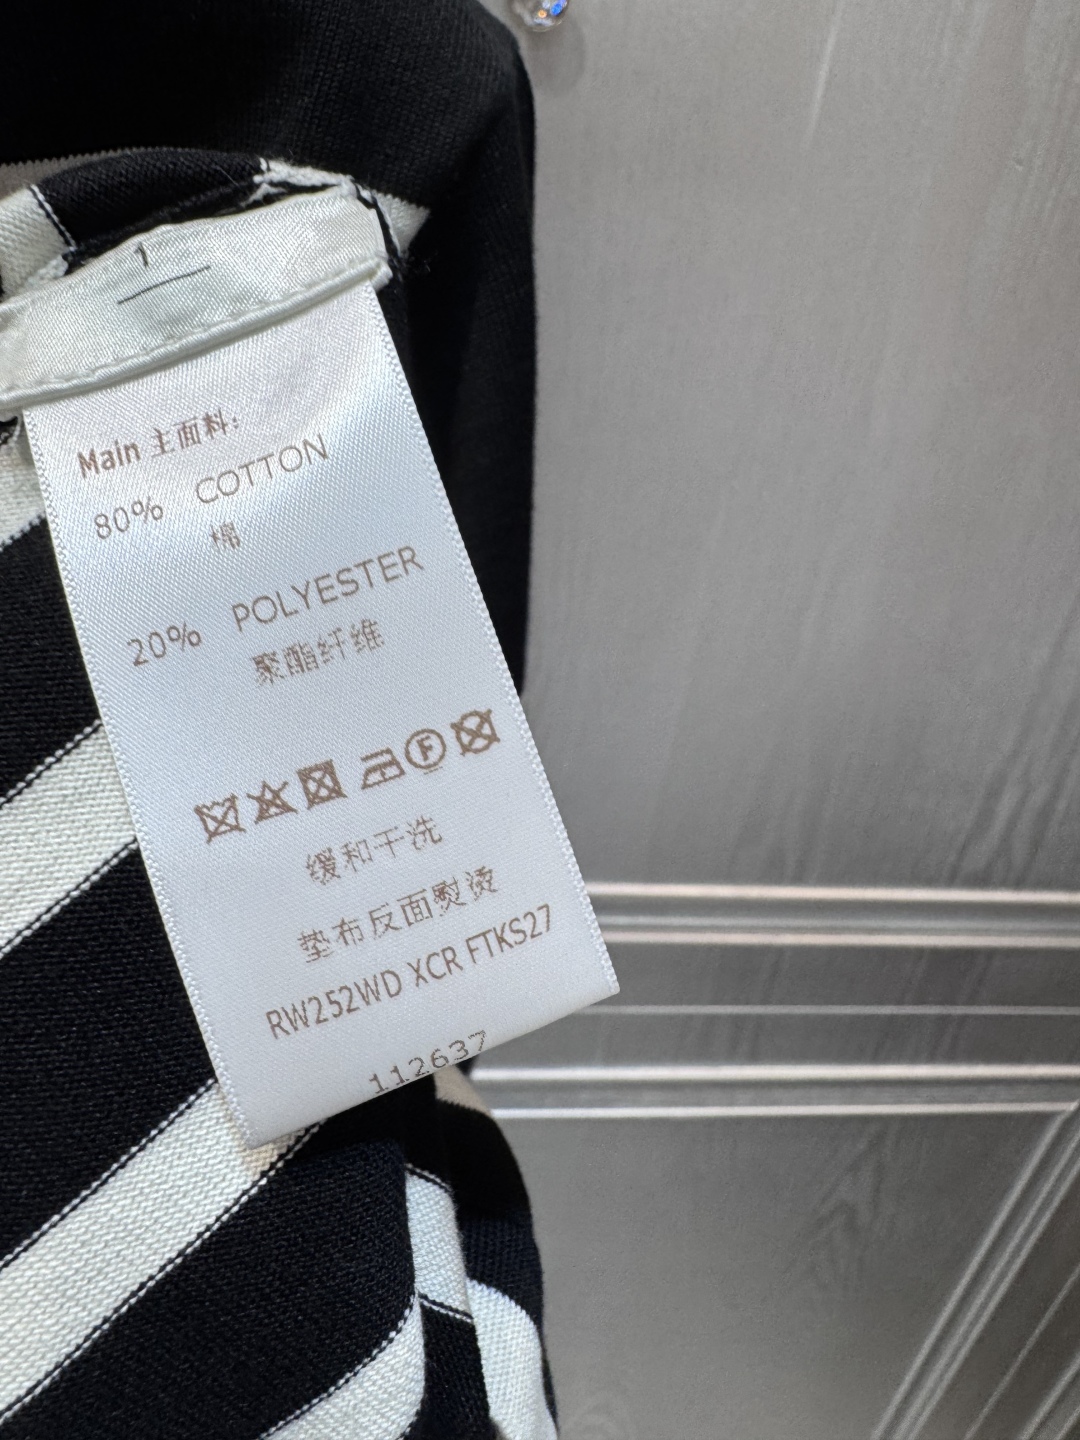 1
Main 主面料:
80% COTTON
棉
20% POLYESTER
聚酯纤维
F
缓和干洗
垫布反面熨烫
RW252WD XCR FTKS27
112637